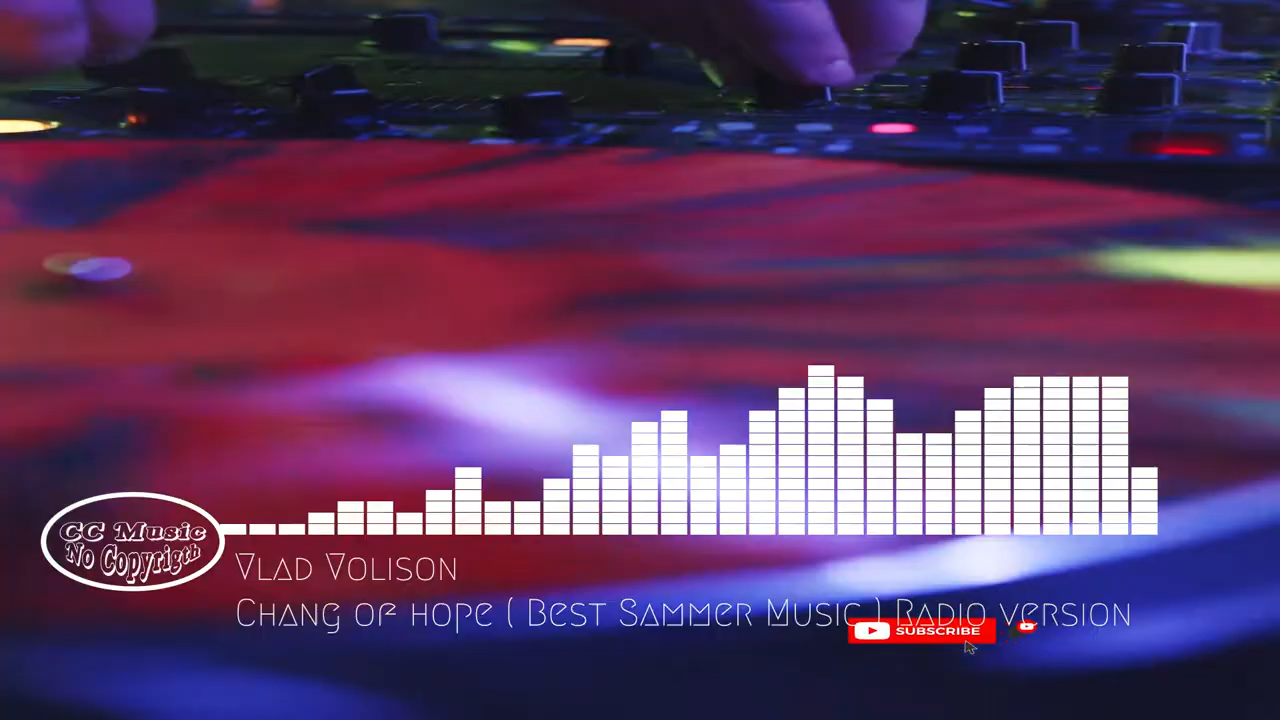 CC Music
No Copyrigth
Vlad Volison
Chang of hope ( Best Sammer Music ) Radio version
SUBSCRIBE